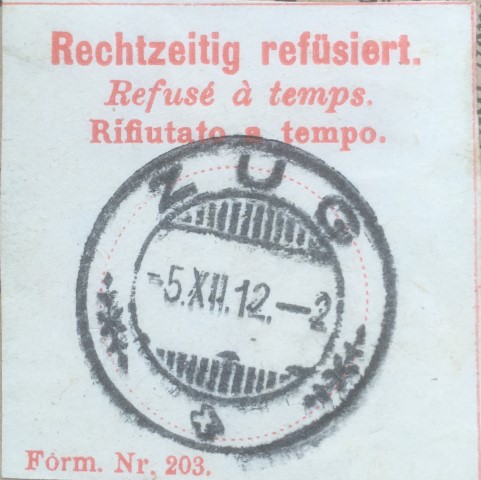 Rechtzeitig refüsiert.
Refusé à temps.
Rifiutato a tempo.
ZUG
-5.XII.12.—2
Form. Nr. 203.